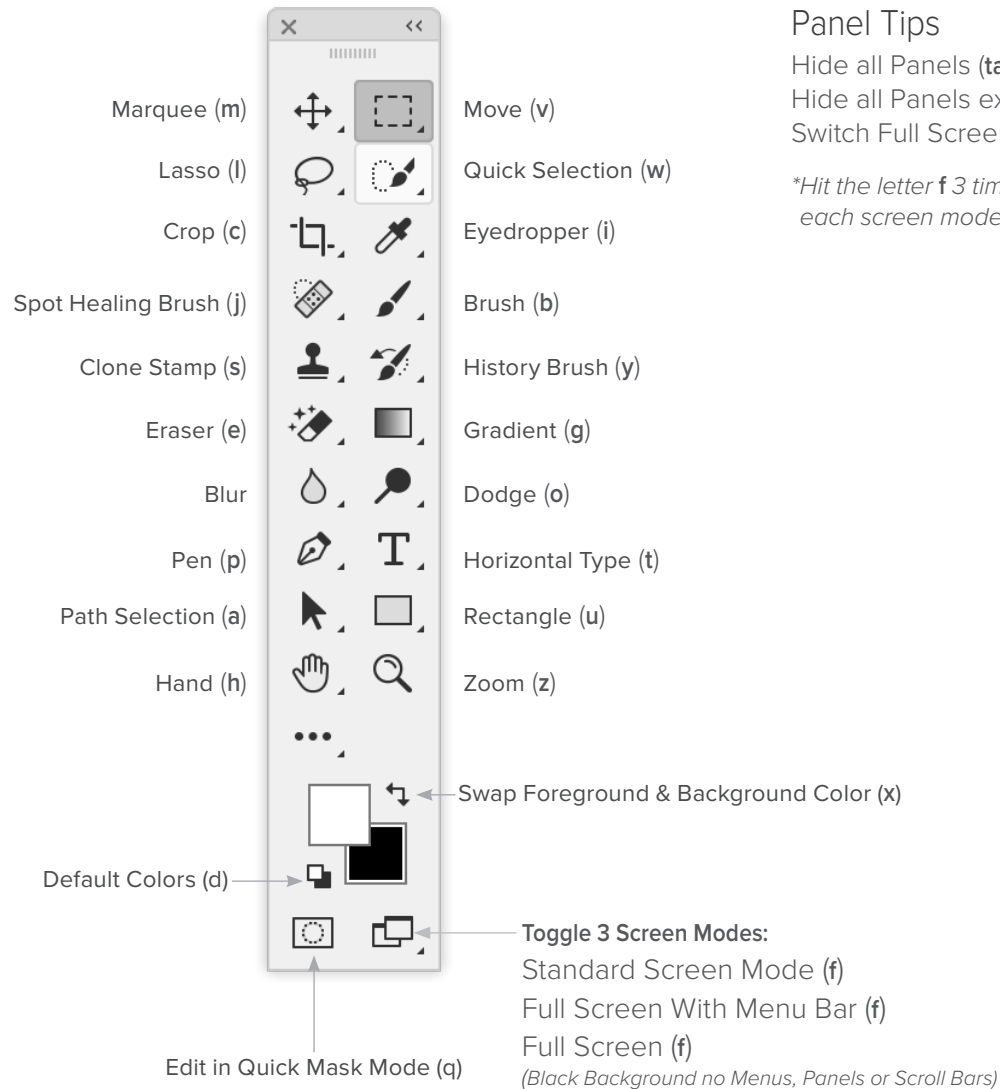 Panel Tips
Hide all Panels (ta
Hide all Panels ex
Switch Full Scree
*Hit the letter f 3 tim
each screen mode
Marquee (m)
Move (v)
Lasso (l)
Quick Selection (w)
Crop (c)
Eyedropper (i)
Spot Healing Brush (j)
Brush (b)
Clone Stamp (s)
History Brush (y)
Eraser (e)
Gradient (g)
Blur
Dodge (o)
Pen (p)
Horizontal Type (t)
Path Selection (a)
Rectangle (u)
Hand (h)
Zoom (z)
Swap Foreground & Background Color (x)
Default Colors (d)
Toggle 3 Screen Modes:
Standard Screen Mode (f)
Full Screen With Menu Bar (f)
Full Screen (f)
(Black Background no Menus, Panels or Scroll Bars)
Edit in Quick Mask Mode (q)